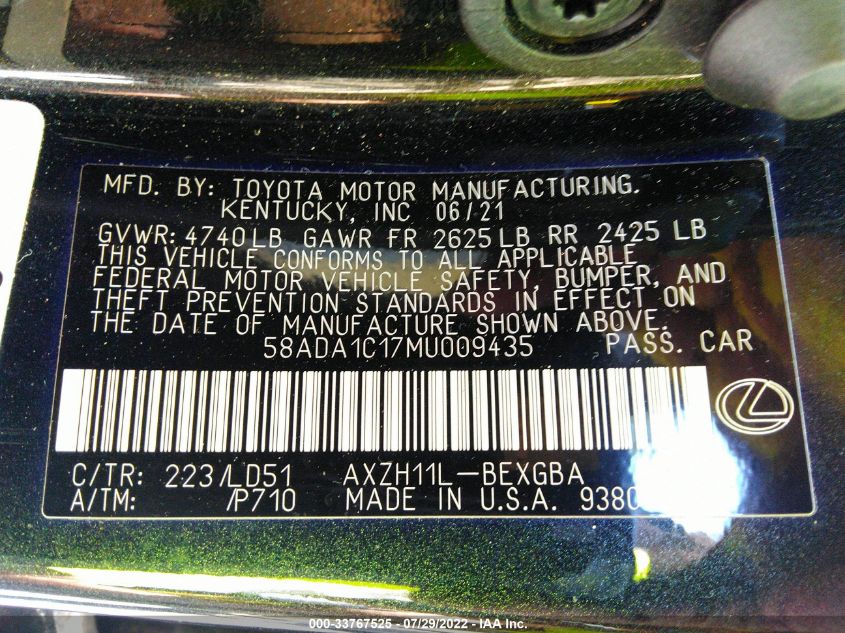 MFD. BY: TOYOTA MOTOR MANUFACTURING.
KENTUCKY, INC 06/21
GVWR: 4740LB GAWR FR 2625LB RR 2425 LB
THIS VEHICLE CONFORMS TO ALL APPLICABLE
FEDERAL MOTOR VEHICLE SAFETY, BUMPER, AND
THEFT PREVENTION STANDARDS IN EFFECT ON
THE DATE OF MANUFACTURE SHOWN ABOVE.
58ADA1C17MU009435 PASS. CAR
C/TR: 223/LD51 AXZH11L-BEXGBA
A/TM: /P710 MADE IN U.S.A.
000-33767525 - 07/29/2022 - IAA Inc.